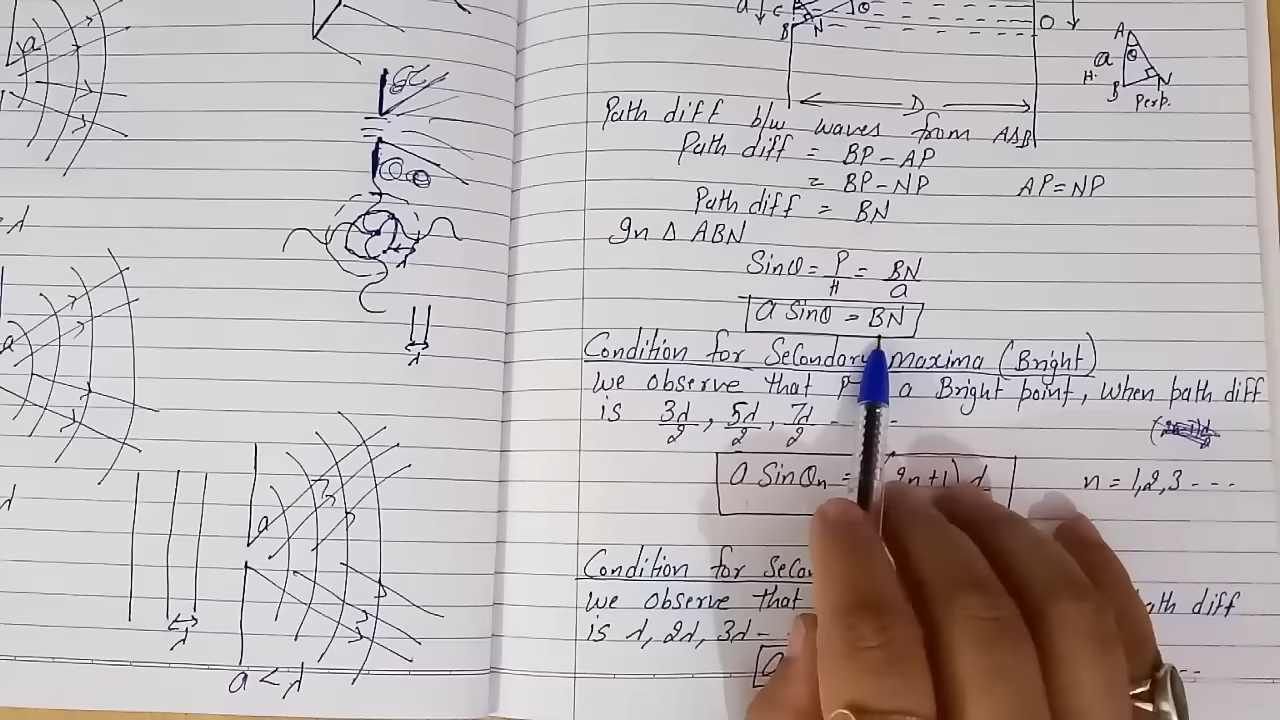 a
λ
a
λ
a
λ
a < λ
λ
a
C
B
N
θ
O
A
a θ
H.
B N
Perp.
D
Path diff b/w waves from A&B
Path diff = BP - AP
= BP - NP AP = NP
Path diff = BN
In Δ ABN
Sinθ = P/H = BN/a
a Sinθ = BN
Condition for Secondary maxima (Bright)
We observe that P a Bright point, when path diff
is 3λ/2, 5λ/2, 7λ/2 - - -
a Sinθn = (2n+1) λ n = 1,2,3 - - -
Condition for Seco
We observe that path diff
is λ, 2λ, 3λ - -